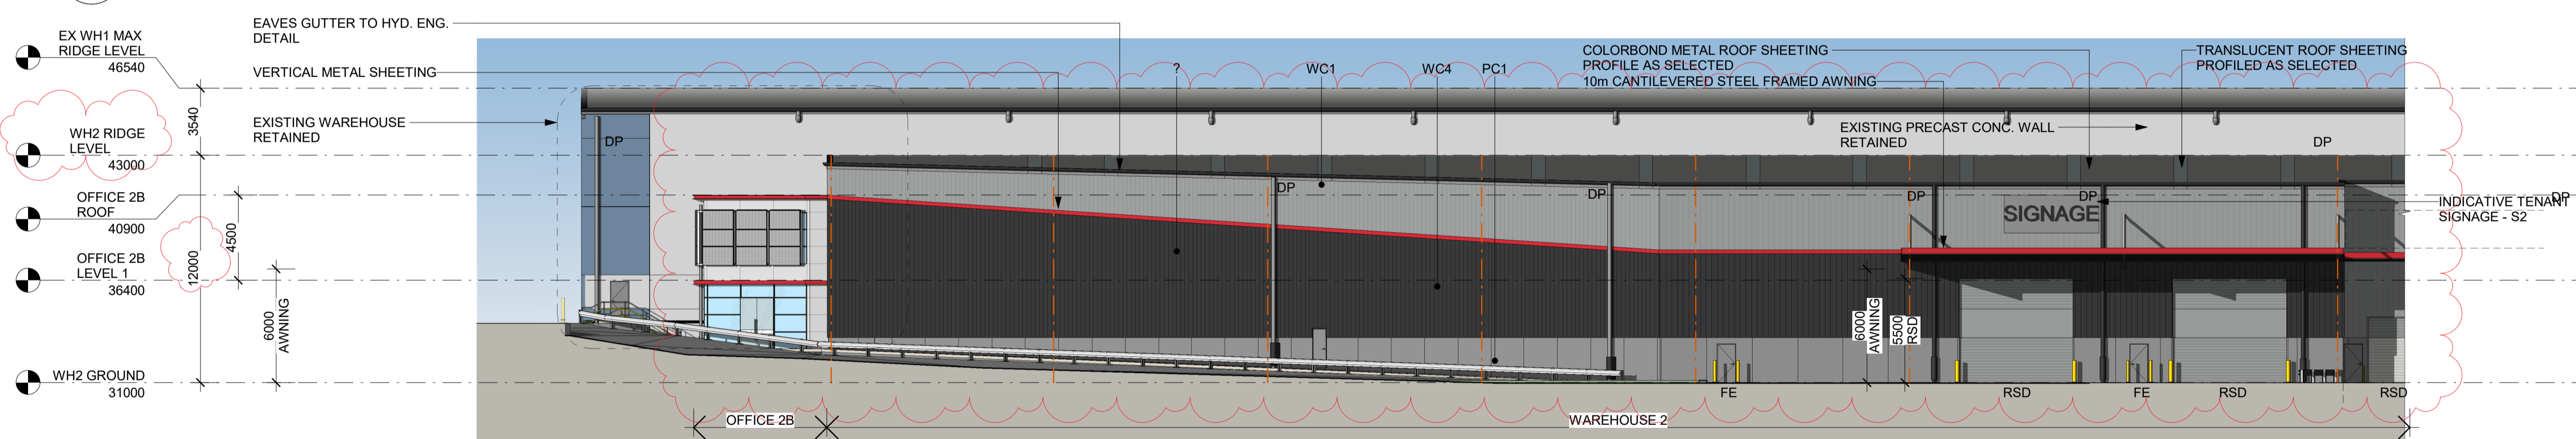 EAVES GUTTER TO HYD. ENG.
DETAIL
EX WH1 MAX
RIDGE LEVEL
46540
VERTICAL METAL SHEETING
?
WC1
WC4
PC1
COLORBOND METAL ROOF SHEETING
PROFILE AS SELECTED
10m CANTILEVERED STEEL FRAMED AWNING
TRANSLUCENT ROOF SHEETING
PROFILED AS SELECTED
3540
EXISTING WAREHOUSE
RETAINED
EXISTING PRECAST CONC. WALL
RETAINED
WH2 RIDGE
LEVEL
43000
DP
DP
DP
DP
DP
DP
DP
OFFICE 2B
ROOF
40900
4500
SIGNAGE
INDICATIVE TENANT
SIGNAGE - S2
OFFICE 2B
LEVEL 1
36400
12000
6000
AWNING
6000
AWNING
5500
RSD
WH2 GROUND
31000
FE
RSD
FE
RSD
RSD
OFFICE 2B
WAREHOUSE 2